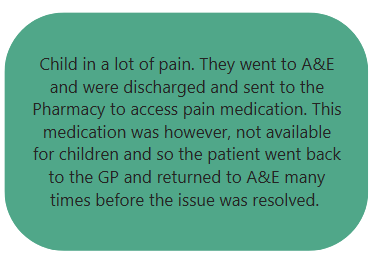 Child in a lot of pain. They went to A&E
and were discharged and sent to the
Pharmacy to access pain medication. This
medication was however, not available
for children and so the patient went back
to the GP and returned to A&E many
times before the issue was resolved.